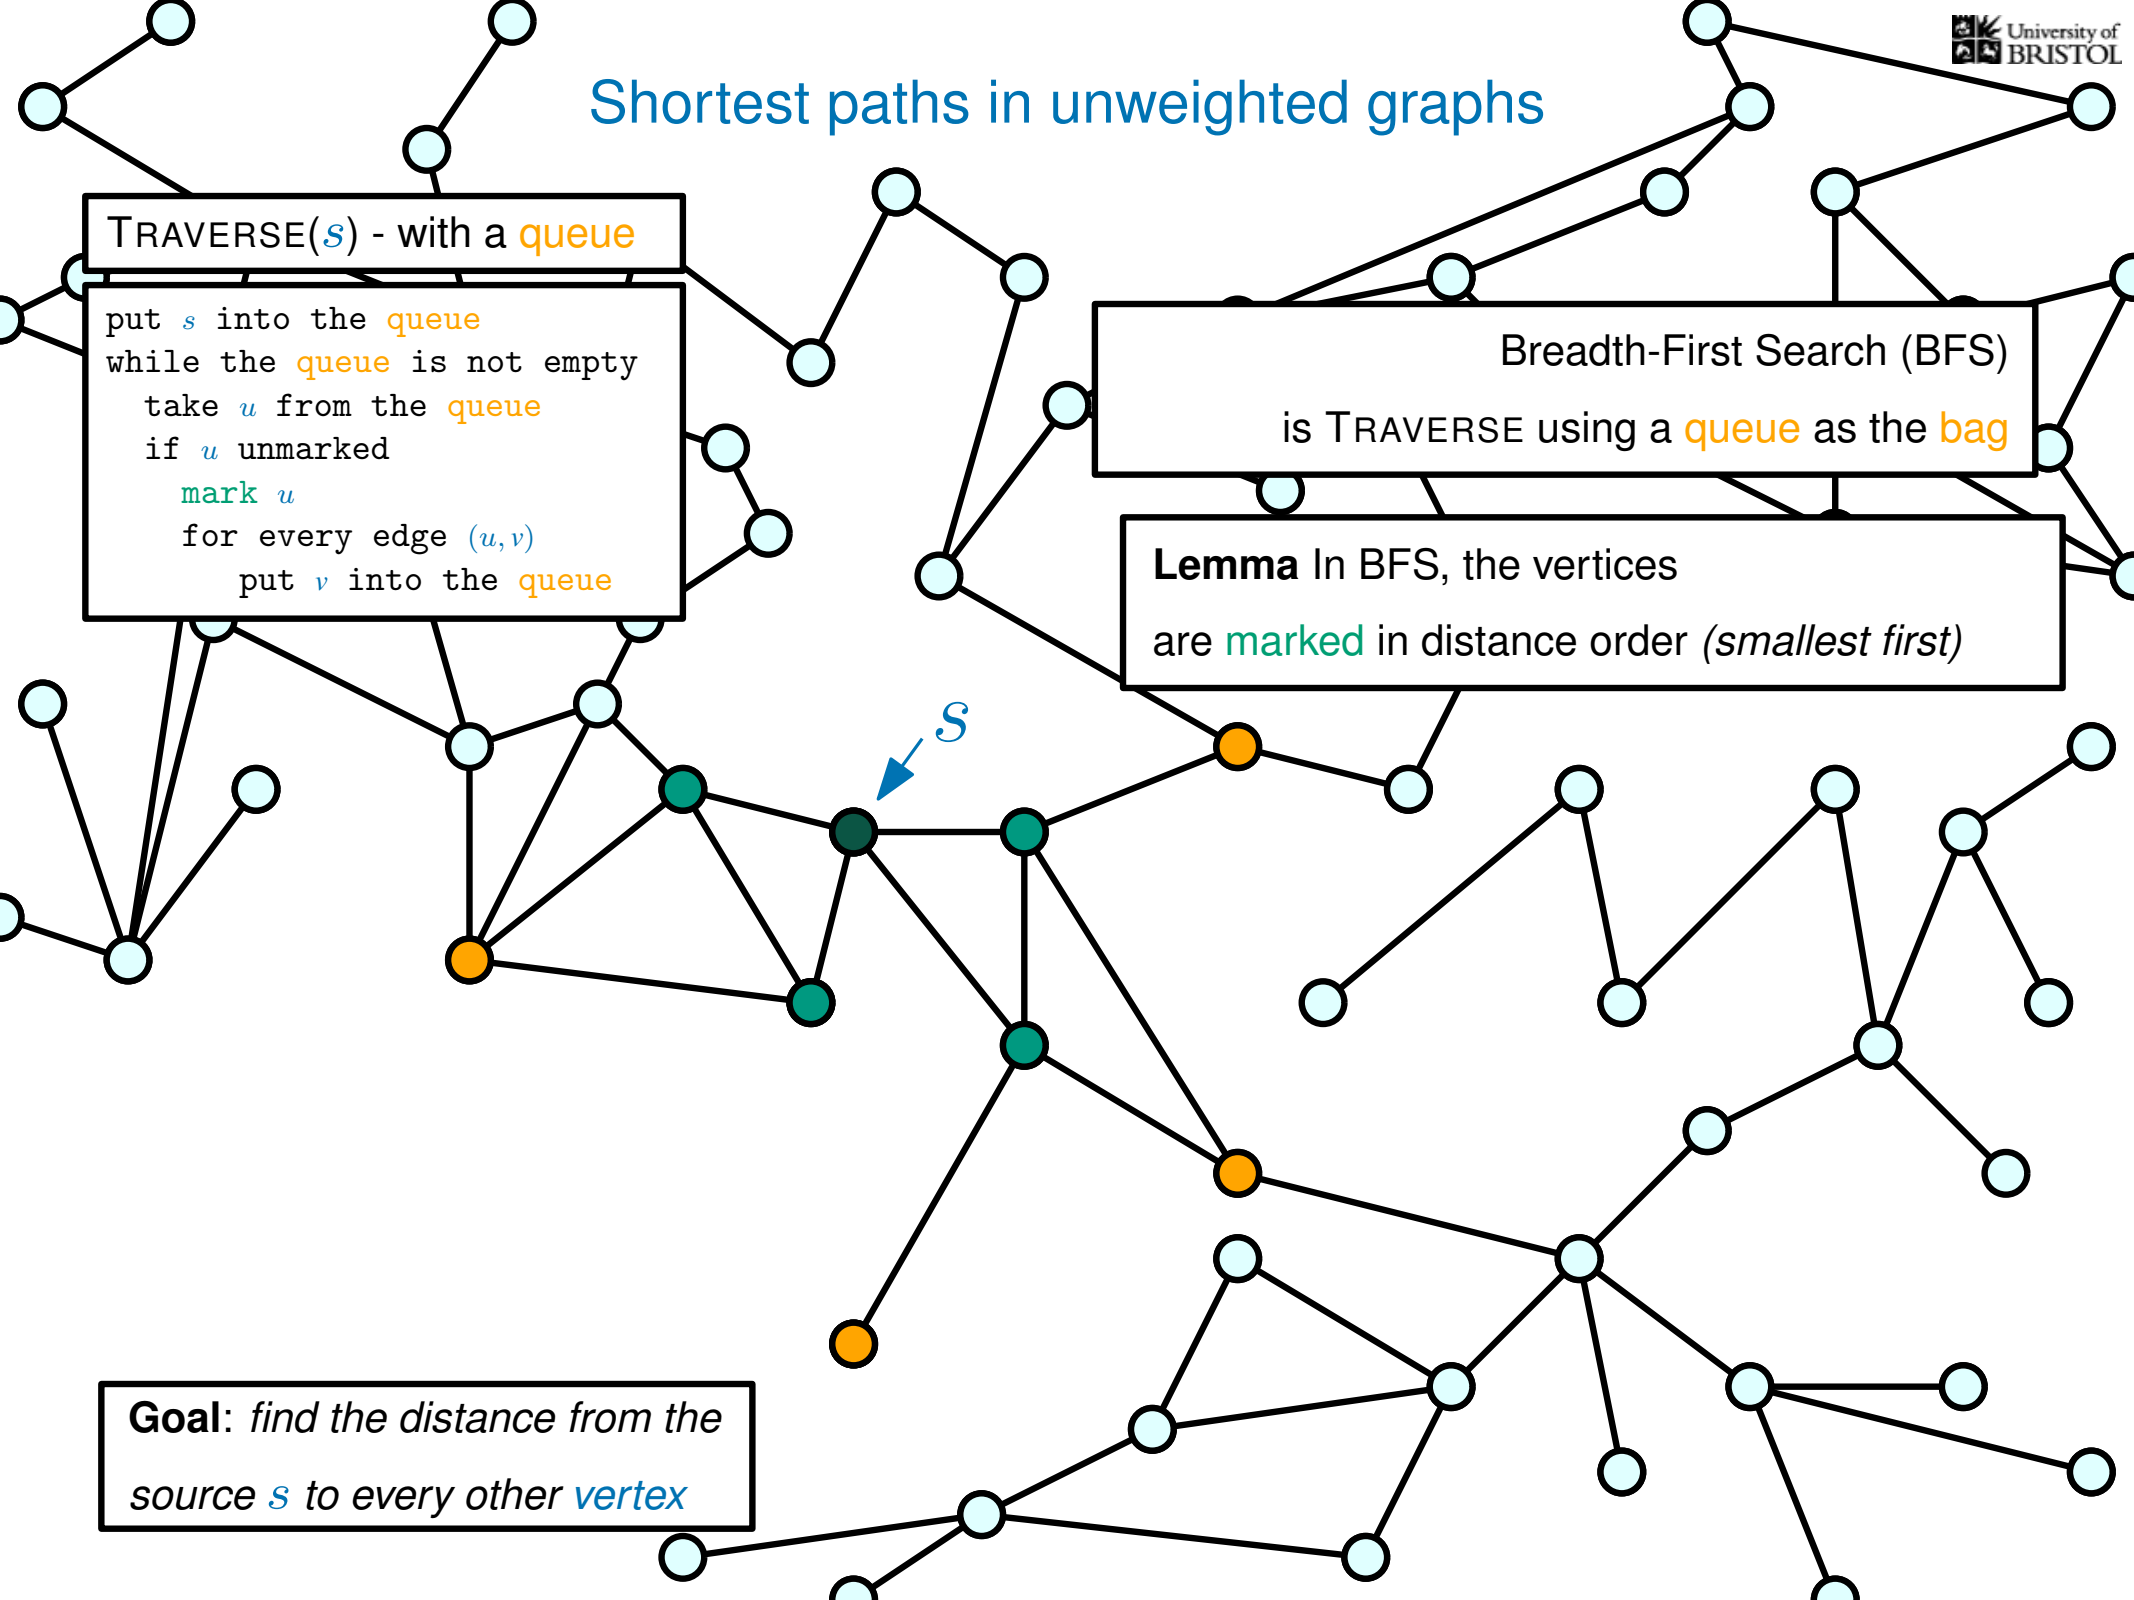 University of
BRISTOL
Shortest paths in unweighted graphs
TRAVERSE(s) - with a queue
put s into the queue
while the queue is not empty
take u from the queue
if u unmarked
mark u
for every edge (u, v)
put v into the queue
Breadth-First Search (BFS)
is TRAVERSE using a queue as the bag
Lemma In BFS, the vertices
are marked in distance order (smallest first)
s
Goal: find the distance from the
source s to every other vertex